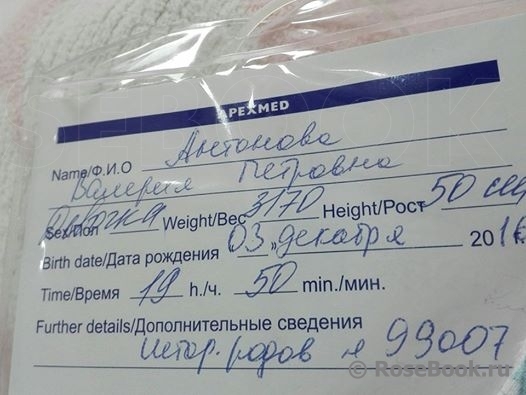 APEXMED
Name/Ф.И.О Антонова
Валерия Петровна
Sex/Пол Девочка Weight/Вес 3170 Height/Рост 50 см
Birth date/Дата рождения 03 „ декабря 201
Time/Время 19 h./ч. 50 min./мин.
Further details/Дополнительные сведения
Истор. родов № 99007
© RoseBook.ru